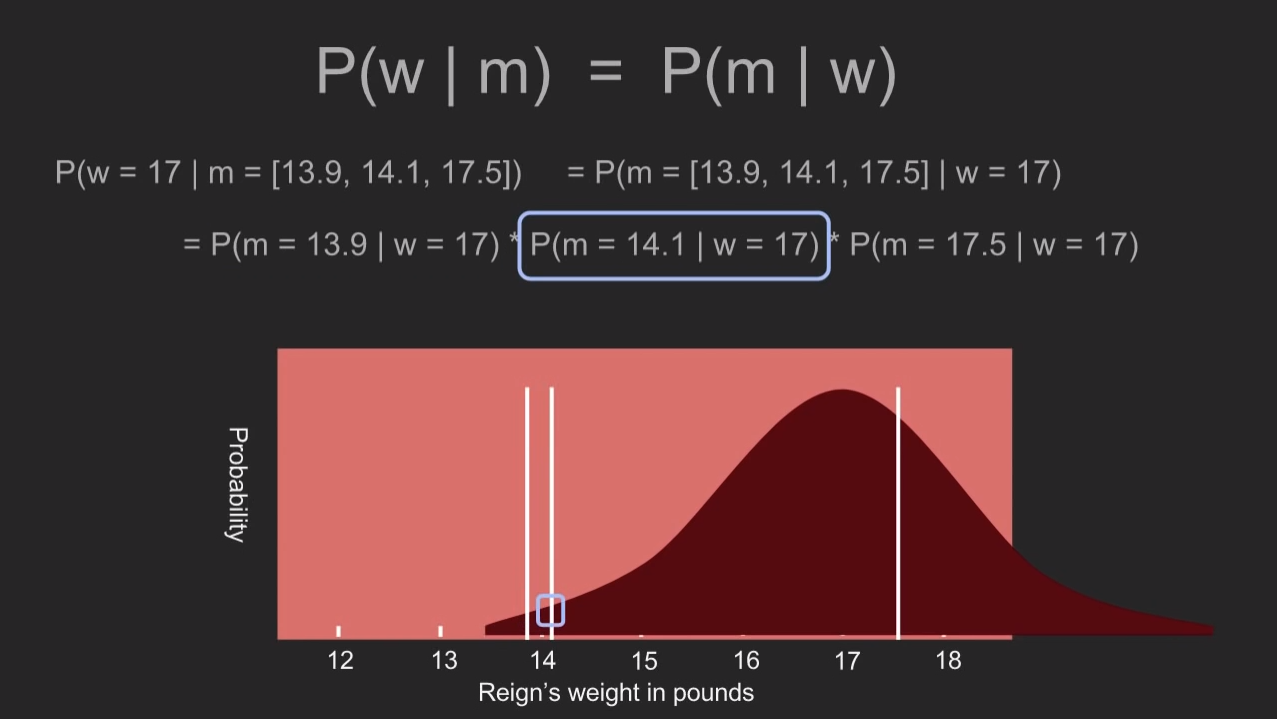 P(w | m) = P(m | w)
P(w = 17 | m = [13.9, 14.1, 17.5]) = P(m = [13.9, 14.1, 17.5] | w = 17)
= P(m = 13.9 | w = 17) * P(m = 14.1 | w = 17) * P(m = 17.5 | w = 17)
Probability
12 13 14 15 16 17 18
Reign's weight in pounds